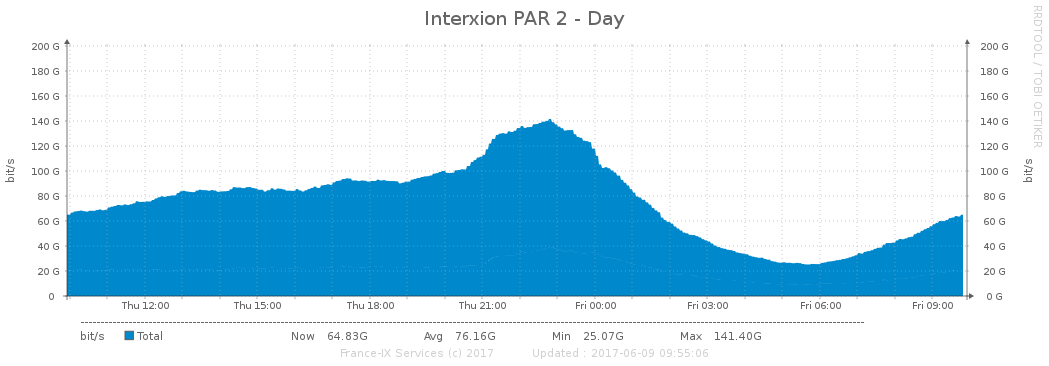 Interxion PAR 2 - Day
RRDTOOL / TOBI OETIKER
200 G 200 G
180 G 180 G
160 G 160 G
140 G 140 G
120 G 120 G
100 G 100 G
80 G 80 G
60 G 60 G
40 G 40 G
20 G 20 G
0 0 G
bit/s
bit/s
Thu 12:00 Thu 15:00 Thu 18:00 Thu 21:00 Fri 00:00 Fri 03:00 Fri 06:00 Fri 09:00
bit/s Total Now 64.83G Avg 76.16G Min 25.07G Max 141.40G
France-IX Services (c) 2017 Updated : 2017-06-09 09:55:06